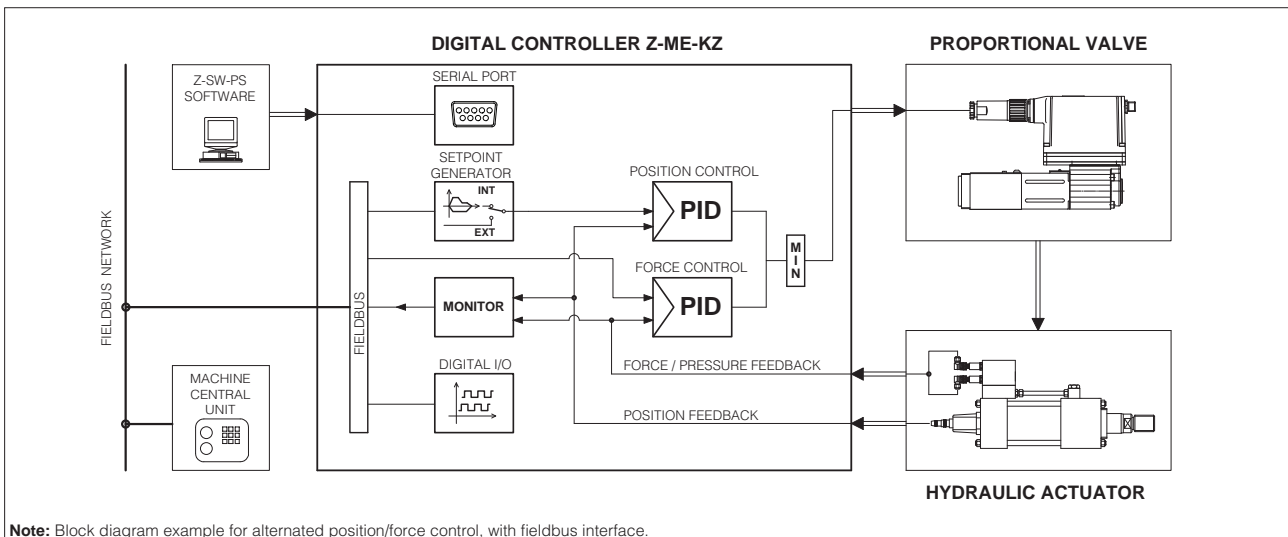 DIGITAL CONTROLLER Z-ME-KZ
PROPORTIONAL VALVE
Z-SW-PS
SOFTWARE
SERIAL PORT
SETPOINT
GENERATOR
INT
EXT
POSITION CONTROL
PID
MIN
FORCE CONTROL
PID
FIELDBUS NETWORK
FIELDBUS
MONITOR
DIGITAL I/O
FORCE / PRESSURE FEEDBACK
POSITION FEEDBACK
MACHINE
CENTRAL
UNIT
HYDRAULIC ACTUATOR
Note: Block diagram example for alternated position/force control, with fieldbus interface.